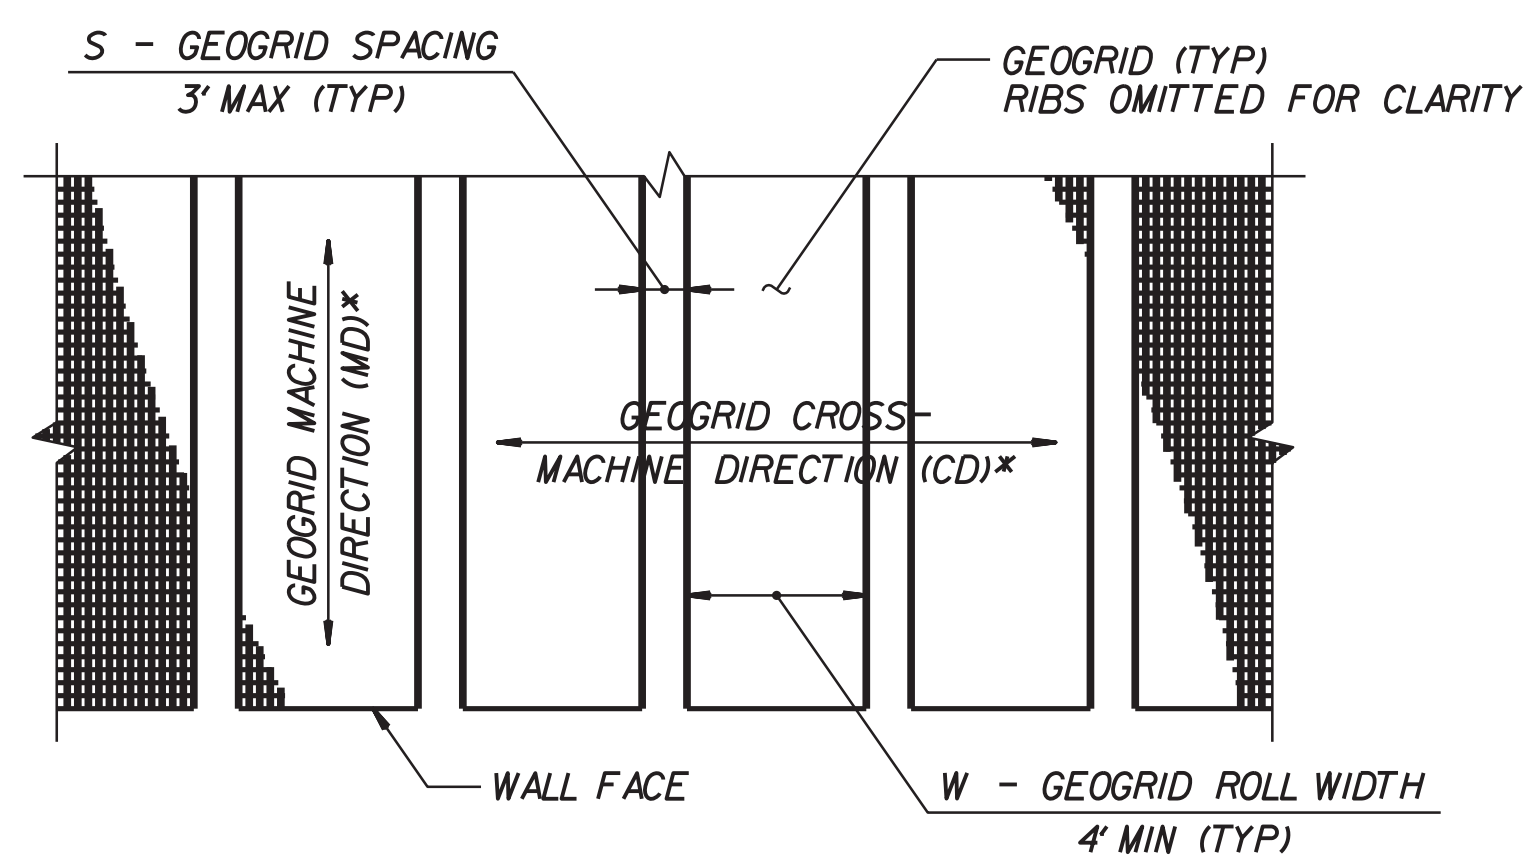 S - GEOGRID SPACING
3' MAX (TYP)
GEOGRID (TYP)
RIBS OMITTED FOR CLARITY
GEOGRID MACHINE
DIRECTION (MD)*
GEOGRID CROSS-
MACHINE DIRECTION (CD)*
WALL FACE
W - GEOGRID ROLL WIDTH
4' MIN (TYP)